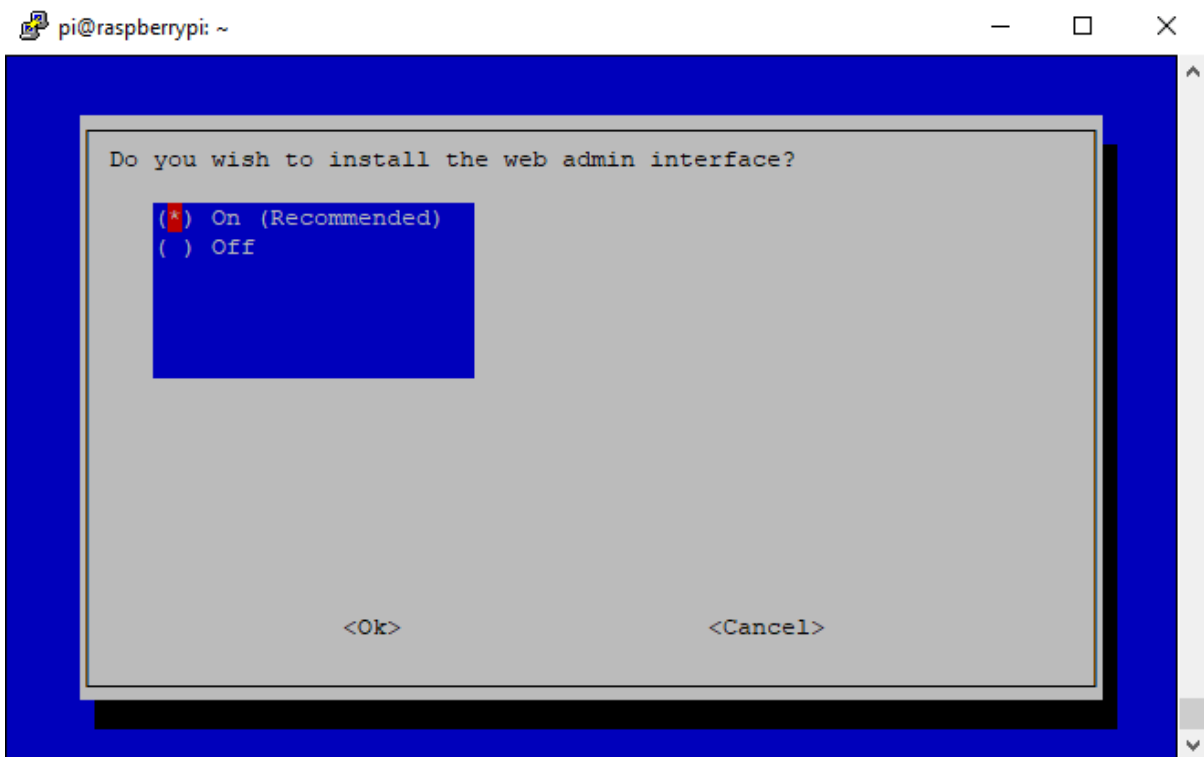 pi@raspberrypi: ~
Do you wish to install the web admin interface?
(*) On (Recommended)
( ) Off
<Ok> <Cancel>